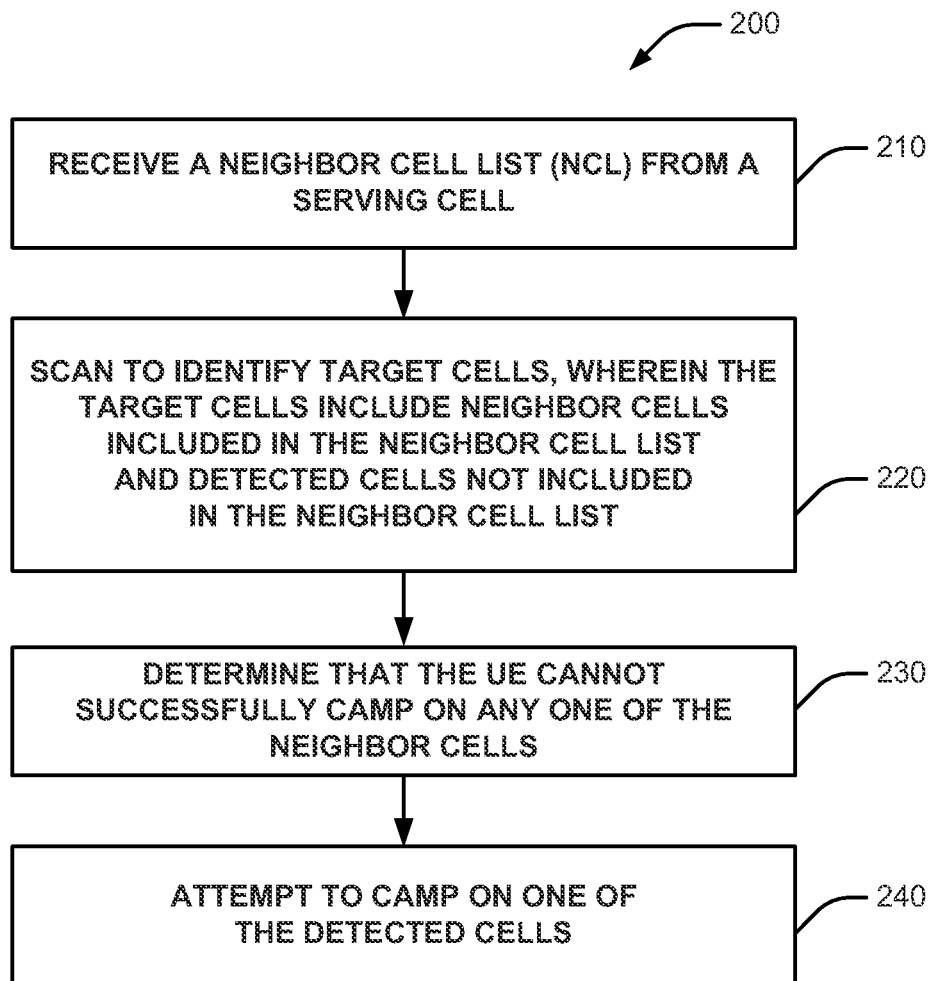 200
RECEIVE A NEIGHBOR CELL LIST (NCL) FROM A
SERVING CELL
210
SCAN TO IDENTIFY TARGET CELLS, WHEREIN THE
TARGET CELLS INCLUDE NEIGHBOR CELLS
INCLUDED IN THE NEIGHBOR CELL LIST
AND DETECTED CELLS NOT INCLUDED
IN THE NEIGHBOR CELL LIST
220
DETERMINE THAT THE UE CANNOT
SUCCESSFULLY CAMP ON ANY ONE OF THE
NEIGHBOR CELLS
230
ATTEMPT TO CAMP ON ONE OF
THE DETECTED CELLS
240